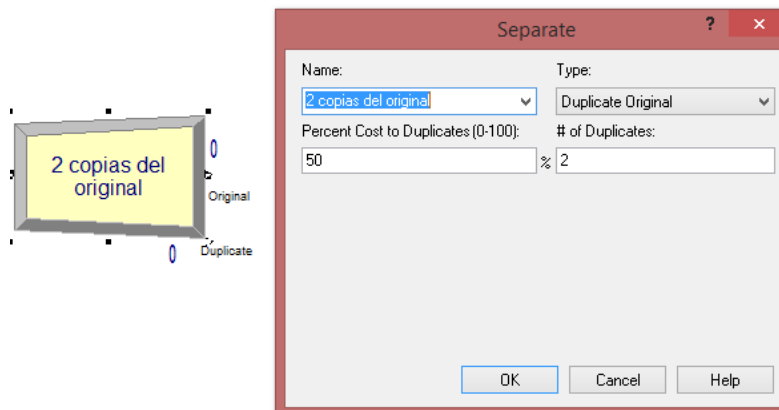 Separate
? ×
Name:
Type:
2 copias del original
Duplicate Original
Percent Cost to Duplicates (0-100):
# of Duplicates:
50
% 2
OK
Cancel
Help
2 copias del
original
0
Original
0
Duplicate